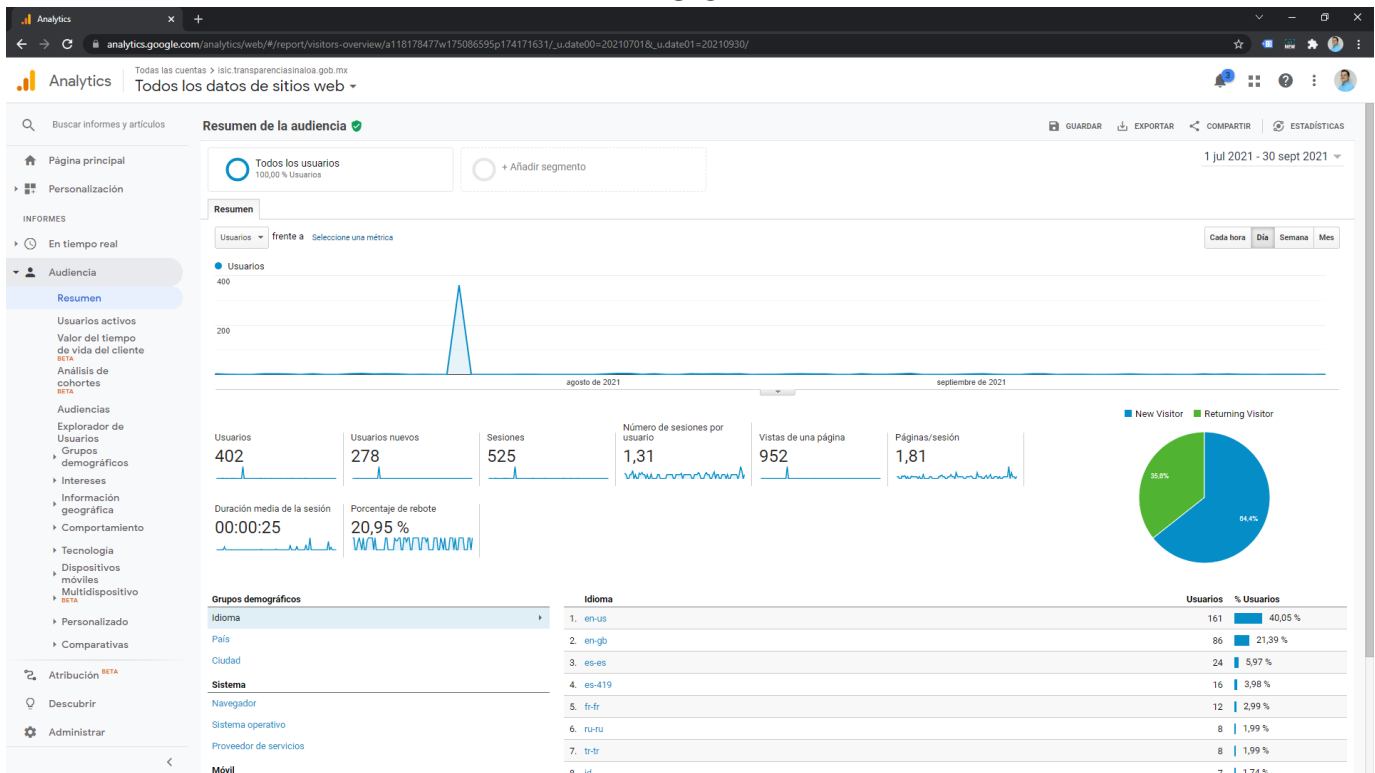 Analytics
analytics.google.com/analytics/web/#/report/visitors-overview/a118178477w175086595p174171631/_u.date00=20210701&_u.date01=20210930/
NEW
Analytics
Todas las cuentas > isic.transparenciasinaloa.gob.mx
Todos los datos de sitios web
3
Buscar informes y artículos
Página principal
Personalización
INFORMES
En tiempo real
Audiencia
Resumen
Usuarios activos
Valor del tiempo
de vida del cliente
BETA
Análisis de
cohortes
BETA
Audiencias
Explorador de
Usuarios
Grupos
demográficos
Intereses
Información
geográfica
Comportamiento
Tecnología
Dispositivos
móviles
Multidispositivo
BETA
Personalizado
Comparativas
Atribución BETA
Descubrir
Administrar
Resumen de la audiencia
GUARDAR EXPORTAR COMPARTIR ESTADÍSTICAS
Todos los usuarios
100,00 % Usuarios
+ Añadir segmento
1 jul 2021 - 30 sept 2021
Resumen
Usuarios frente a Seleccione una métrica
Cada hora Día Semana Mes
Usuarios
400
200
agosto de 2021 septiembre de 2021
New Visitor Returning Visitor
35,6%
64,4%
Usuarios
402
Usuarios nuevos
278
Sesiones
525
Número de sesiones por
usuario
1,31
Vistas de una página
952
Páginas/sesión
1,81
Duración media de la sesión
00:00:25
Porcentaje de rebote
20,95 %
Grupos demográficos
Idioma
País
Ciudad
Sistema
Navegador
Sistema operativo
Proveedor de servicios
Móvil
Idioma Usuarios % Usuarios
1. en-us 161 40,05 %
2. en-gb 86 21,39 %
3. es-es 24 5,97 %
4. es-419 16 3,98 %
5. fr-fr 12 2,99 %
6. ru-ru 8 1,99 %
7. tr-tr 8 1,99 %
8. id 7 1,74 %